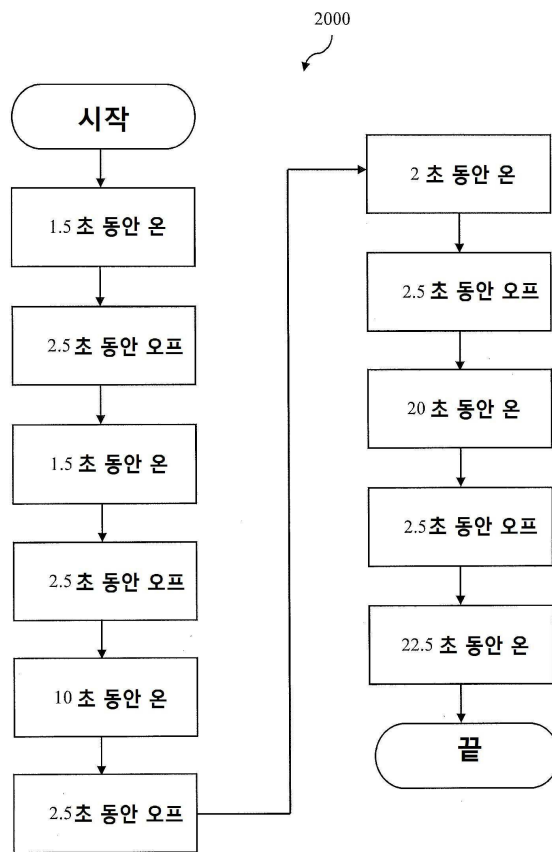 2000
시작
1.5 초 동안 온
2.5 초 동안 오프
1.5 초 동안 온
2.5 초 동안 오프
10 초 동안 온
2.5 초 동안 오프
2 초 동안 온
2.5 초 동안 오프
20 초 동안 온
2.5 초 동안 오프
22.5 초 동안 온
끝